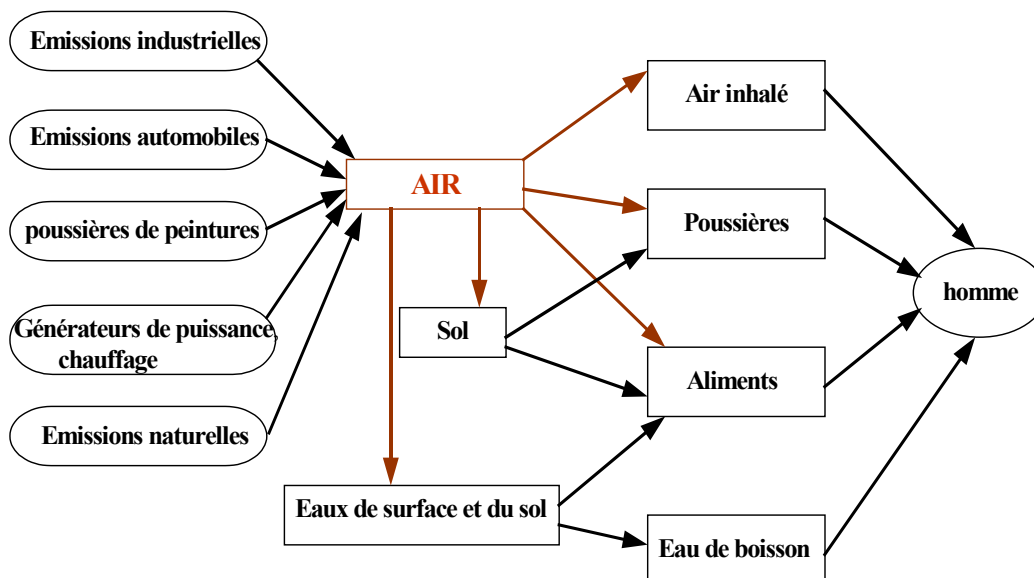 Emissions industrielles
Emissions automobiles
poussières de peintures
Générateurs de puissance,
chauffage
Emissions naturelles
AIR
Sol
Eaux de surface et du sol
Air inhalé
Poussières
Aliments
Eau de boisson
homme